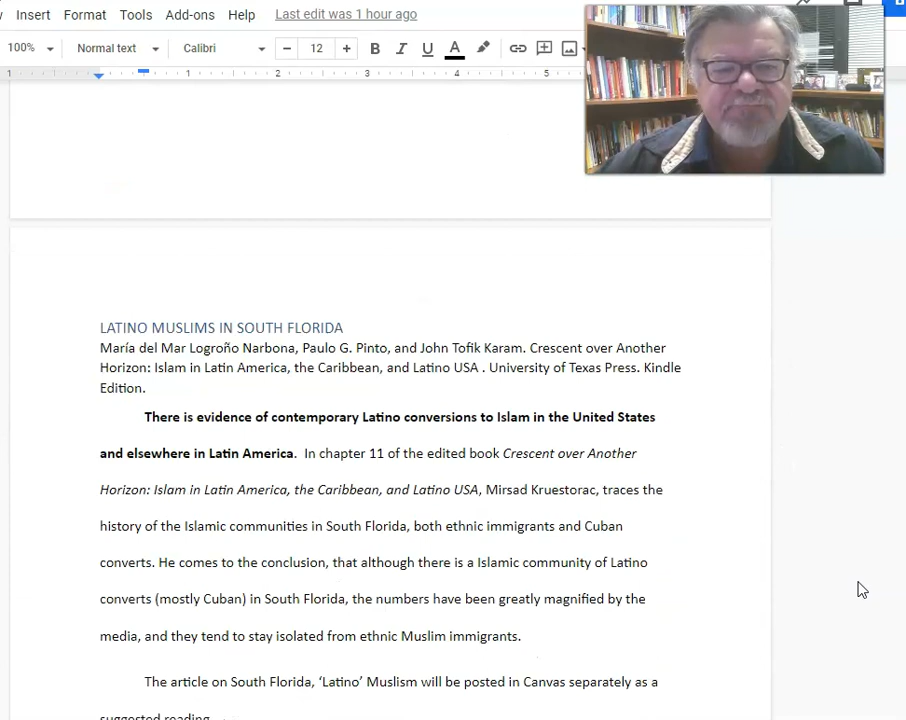 Insert Format Tools Add-ons Help Last edit was 1 hour ago
100% Normal text Calibri 12 B I U A
1 1 2 3 4 5
LATINO MUSLIMS IN SOUTH FLORIDA
María del Mar Logroño Narbona, Paulo G. Pinto, and John Tofik Karam. Crescent over Another
Horizon: Islam in Latin America, the Caribbean, and Latino USA . University of Texas Press. Kindle
Edition.
There is evidence of contemporary Latino conversions to Islam in the United States
and elsewhere in Latin America. In chapter 11 of the edited book Crescent over Another
Horizon: Islam in Latin America, the Caribbean, and Latino USA, Mirsad Kruestorac, traces the
history of the Islamic communities in South Florida, both ethnic immigrants and Cuban
converts. He comes to the conclusion, that although there is a Islamic community of Latino
converts (mostly Cuban) in South Florida, the numbers have been greatly magnified by the
media, and they tend to stay isolated from ethnic Muslim immigrants.
The article on South Florida, ‘Latino’ Muslism will be posted in Canvas separately as a
suggested reading.